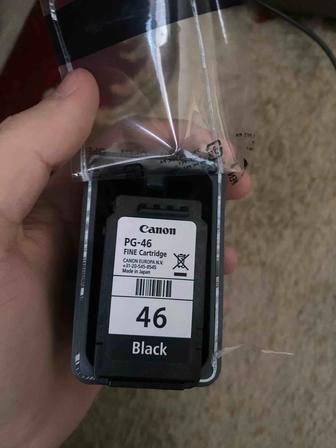 Canon
PG-46
FINE Cartridge
CANON EUROPA N.V.
+31-20-545-8545
Made in Japan
46
Black